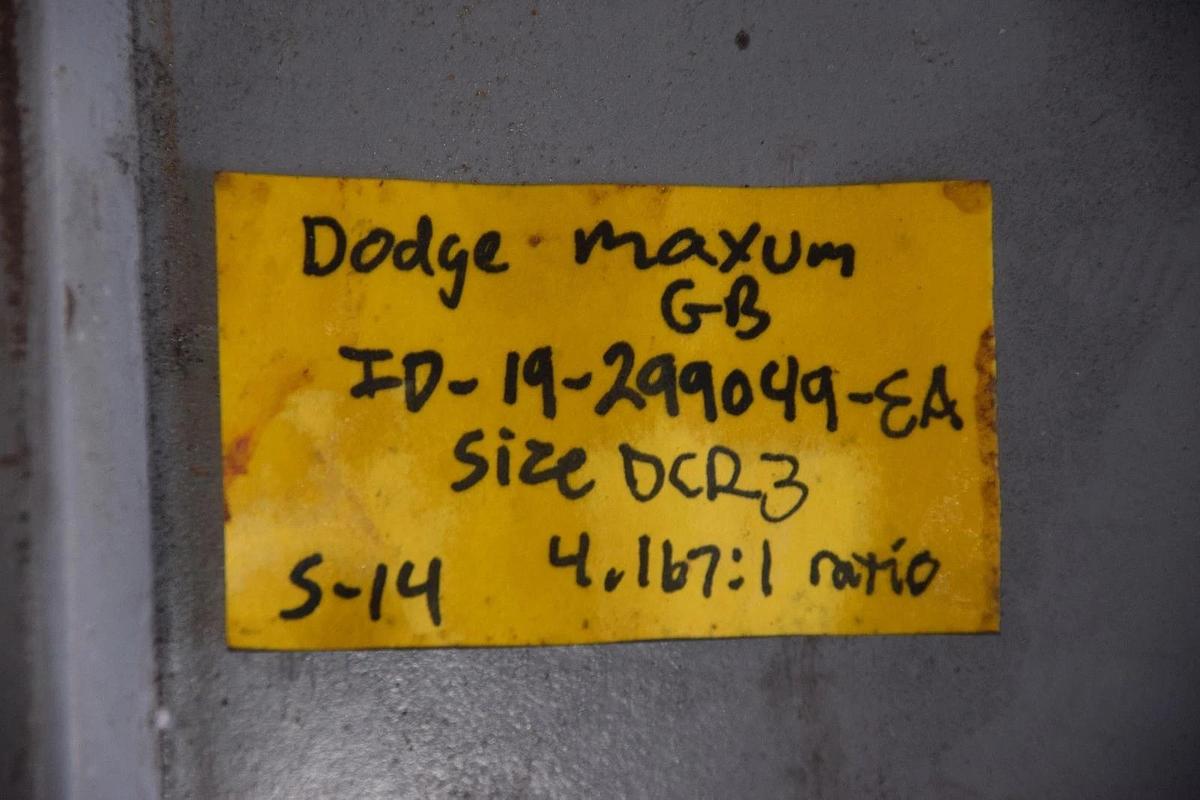 Dodge maxum
GB
ID-19-299049-EA
Size DCR3
4.167:1 ratio
S-14